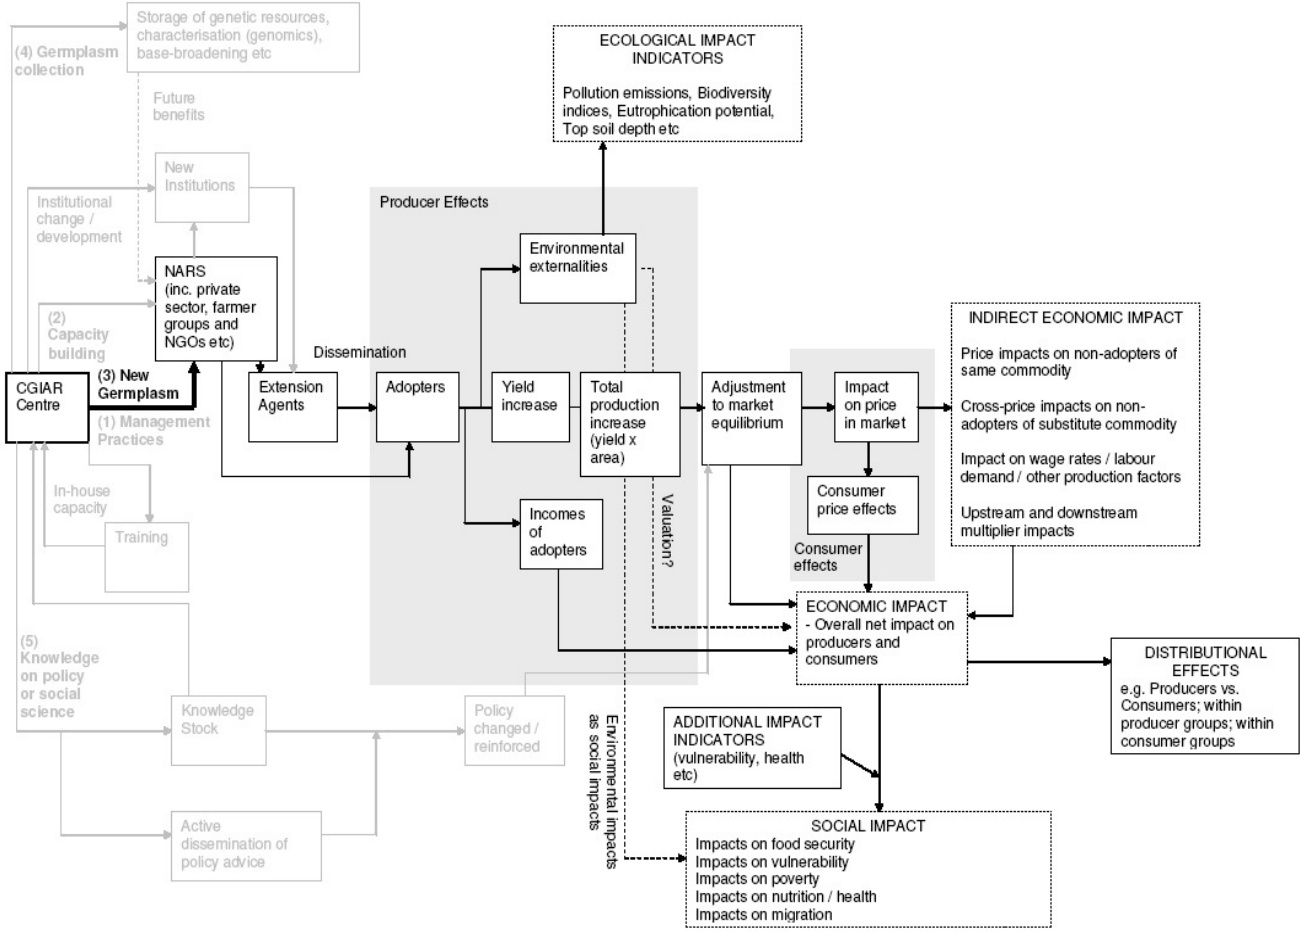 Storage of genetic resources,
characterisation (genomics),
base-broadening etc
(4) Germplasm
collection
Future
benefits
New
Institutions
Institutional
change /
development
NARS
(inc. private
sector, farmer
groups and
NGOs etc)
(2)
Capacity
building
CGIAR
Centre
(3) New
Germplasm
(1) Management
Practices
In-house
capacity
Training
(5)
Knowledge
on policy
or social
science
Knowledge
Stock
Active
dissemination of
policy advice
Policy
changed /
reinforced
Dissemination
Extension
Agents
Producer Effects
Adopters
Environmental
externalities
Yield
increase
Incomes
of
adopters
Total
production
increase
(yield x
area)
Valuation?
Environmental impacts
as social impacts
ECOLOGICAL IMPACT
INDICATORS
Pollution emissions, Biodiversity
indices, Eutrophication potential,
Top soil depth etc
Adjustment
to market
equilibrium
Impact
on price
in market
Consumer
price effects
Consumer
effects
INDIRECT ECONOMIC IMPACT
Price impacts on non-adopters of
same commodity
Cross-price impacts on non-
adopters of substitute commodity
Impact on wage rates / labour
demand / other production factors
Upstream and downstream
multiplier impacts
ECONOMIC IMPACT
- Overall net impact on
producers and
consumers
DISTRIBUTIONAL
EFFECTS
e.g. Producers vs.
Consumers; within
producer groups; within
consumer groups
ADDITIONAL IMPACT
INDICATORS
(vulnerability, health
etc)
SOCIAL IMPACT
Impacts on food security
Impacts on vulnerability
Impacts on poverty
Impacts on nutrition / health
Impacts on migration